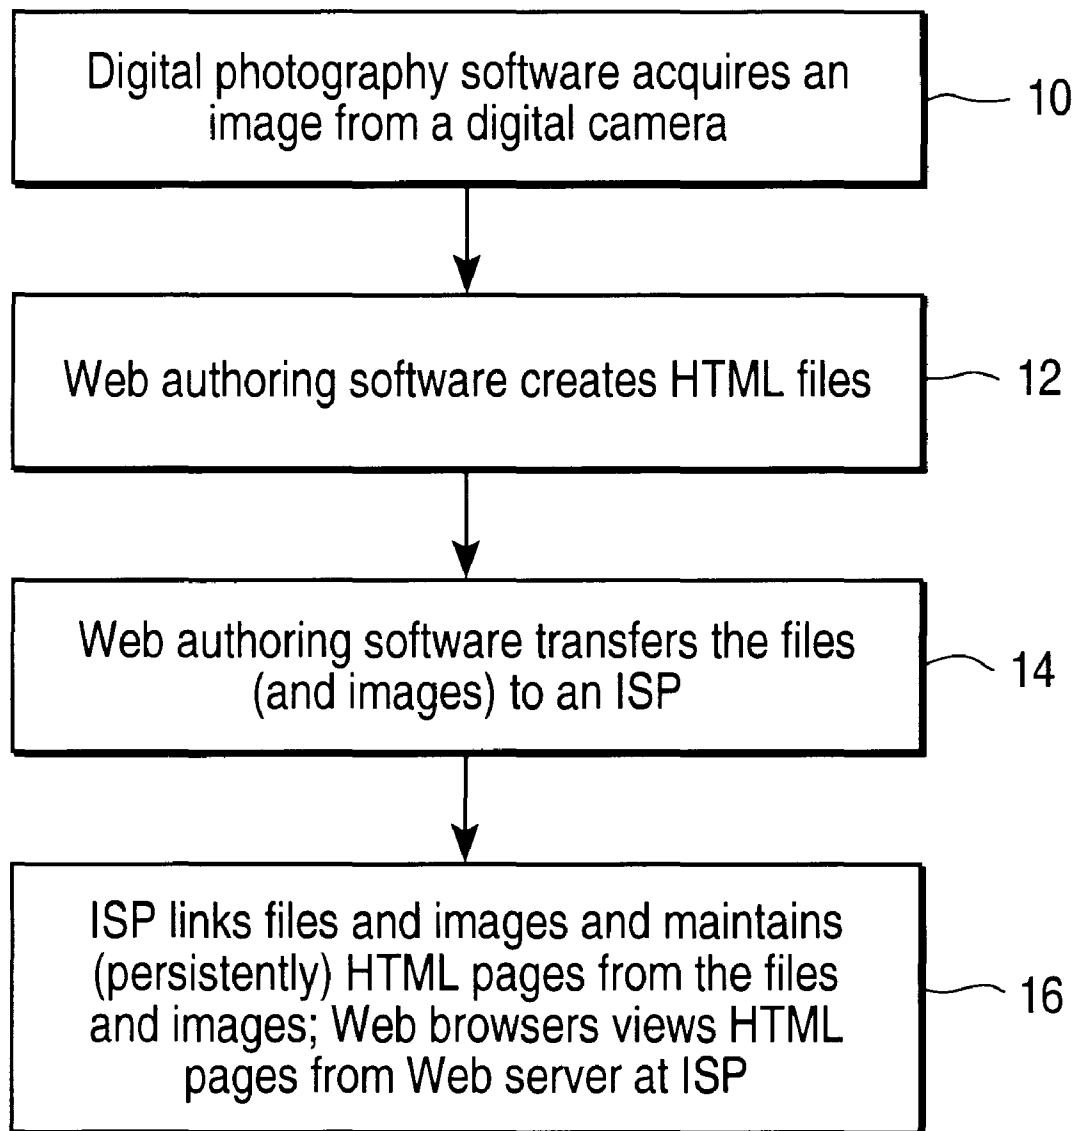 Digital photography software acquires an
image from a digital camera
10
Web authoring software creates HTML files
12
Web authoring software transfers the files
(and images) to an ISP
14
ISP links files and images and maintains
(persistently) HTML pages from the files
and images; Web browsers views HTML
pages from Web server at ISP
16